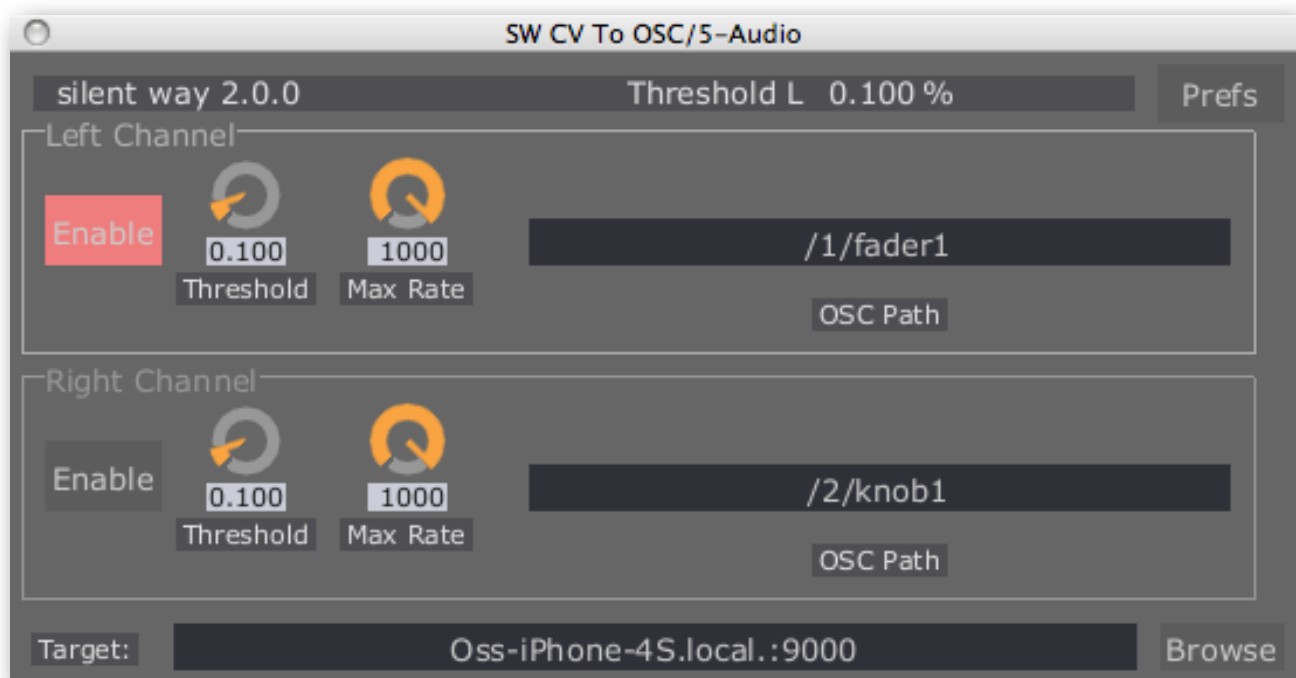 SW CV To OSC/5-Audio
silent way 2.0.0 Threshold L 0.100 % Prefs
Left Channel
Enable
0.100 1000
Threshold Max Rate
/1/fader1
OSC Path
Right Channel
Enable
0.100 1000
Threshold Max Rate
/2/knob1
OSC Path
Target: Oss-iPhone-4S.local.:9000 Browse